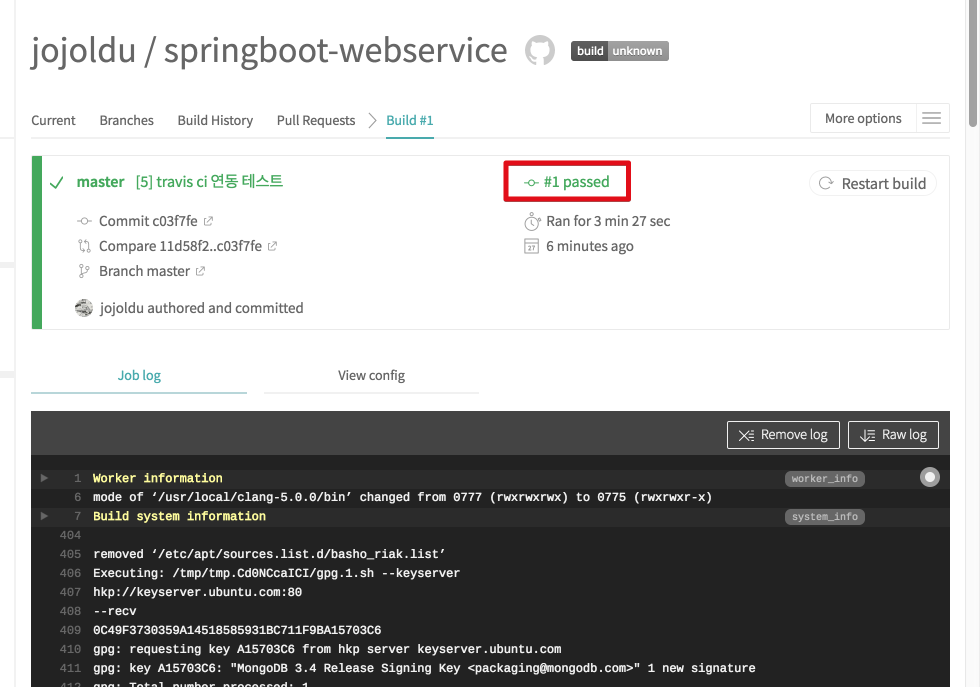 jojoldu / springboot-webservice build unknown
Current Branches Build History Pull Requests Build #1 More options
master [5] travis ci 연동 테스트 #1 passed Restart build
Commit c03f7fe Ran for 3 min 27 sec
Compare 11d58f2..c03f7fe 27 6 minutes ago
Branch master
jojoldu authored and committed
Job log View config
Remove log Raw log
1 Worker information worker_info
6 mode of ‘/usr/local/clang-5.0.0/bin’ changed from 0777 (rwxrwxrwx) to 0775 (rwxrwxr-x)
7 Build system information system_info
404
405 removed ‘/etc/apt/sources.list.d/basho_riak.list’
406 Executing: /tmp/tmp.Cd0NCcaICI/gpg.1.sh --keyserver
407 hkp://keyserver.ubuntu.com:80
408 --recv
409 0C49F3730359A14518585931BC711F9BA15703C6
410 gpg: requesting key A15703C6 from hkp server keyserver.ubuntu.com
411 gpg: key A15703C6: "MongoDB 3.4 Release Signing Key <packaging@mongodb.com>" 1 new signature
412 gpg: Total number processed: 1